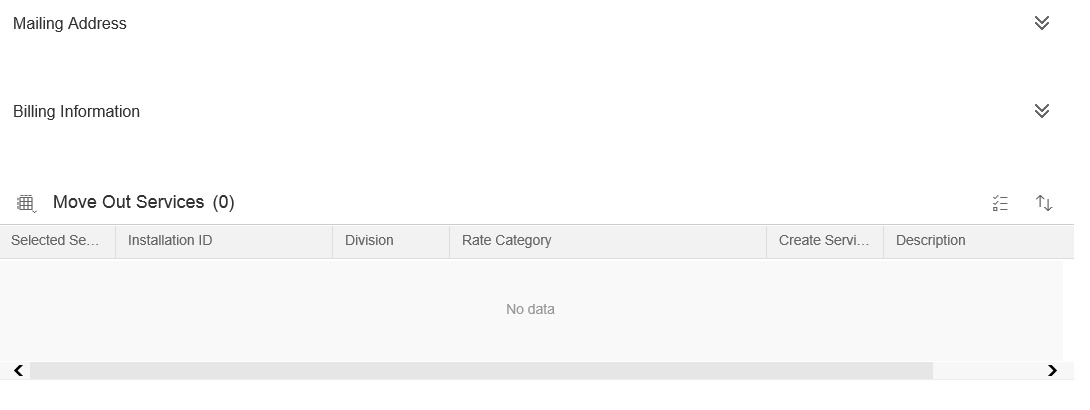 Mailing Address
Billing Information
Move Out Services (0)
Selected Se... Installation ID Division Rate Category Create Servi... Description
No data